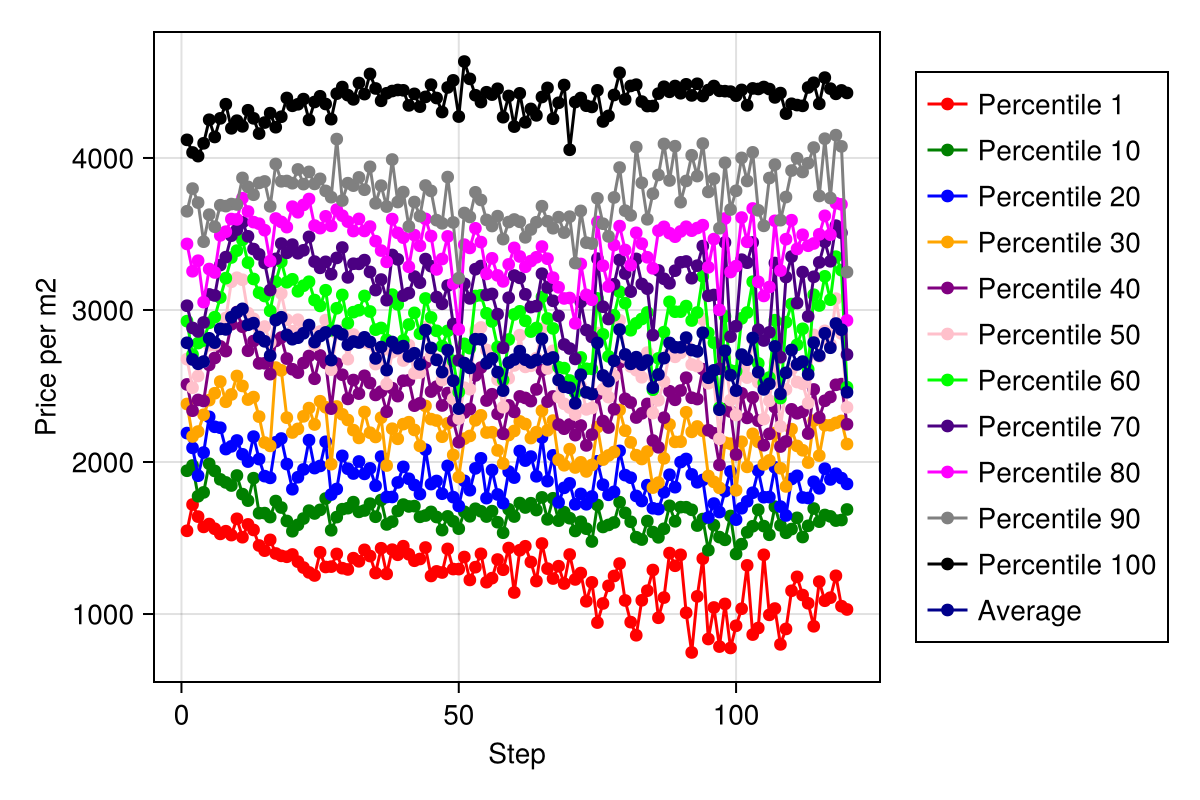 4000
3000
2000
1000
Price per m2
0
50
100
Step
Percentile 1
Percentile 10
Percentile 20
Percentile 30
Percentile 40
Percentile 50
Percentile 60
Percentile 70
Percentile 80
Percentile 90
Percentile 100
Average